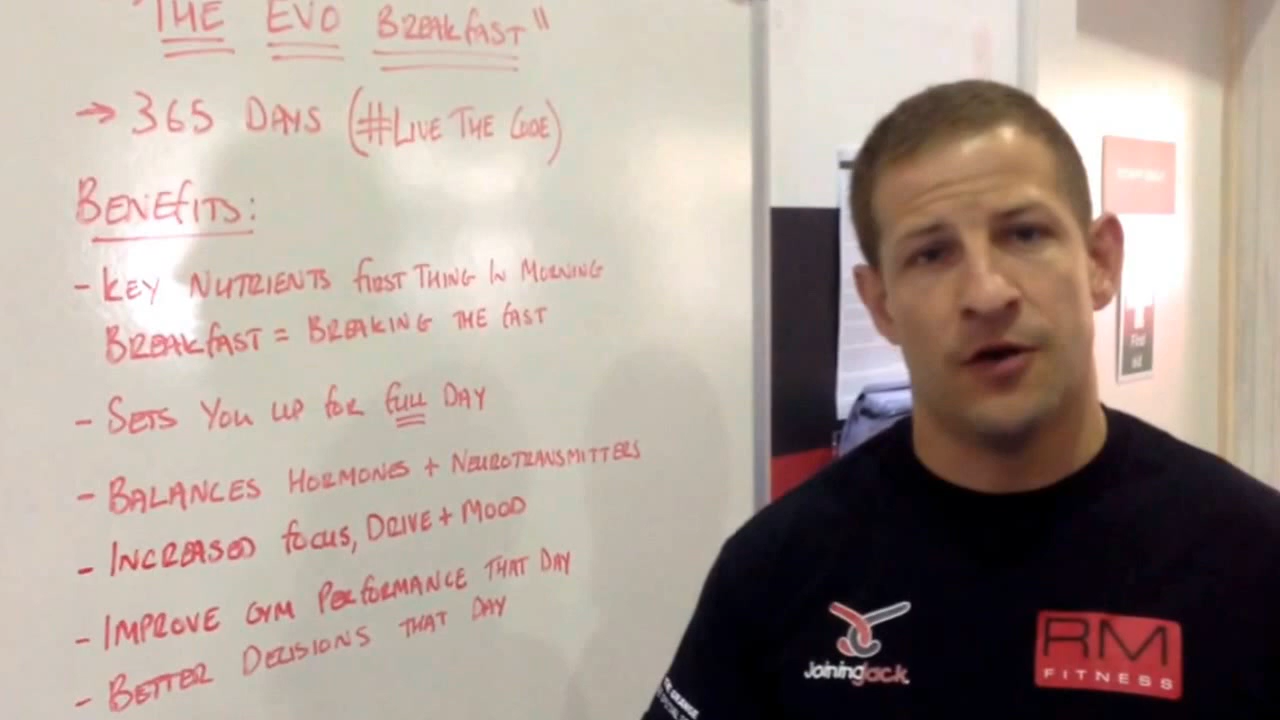 "THE EVO BREAKFAST"
→ 365 DAYS (#LIVE THE CODE)
BENEFITS:
- KEY NUTRIENTS FIRST THING IN MORNING
BREAKFAST = BREAKING THE FAST
- SETS YOU UP FOR FULL DAY
- BALANCES HORMONES + NEUROTRANSMITTERS
- INCREASED FOCUS, DRIVE + MOOD
- IMPROVE GYM PERFORMANCE THAT DAY
- BETTER DECISIONS THAT DAY
Joiningjack
RM
FITNESS
First
aid